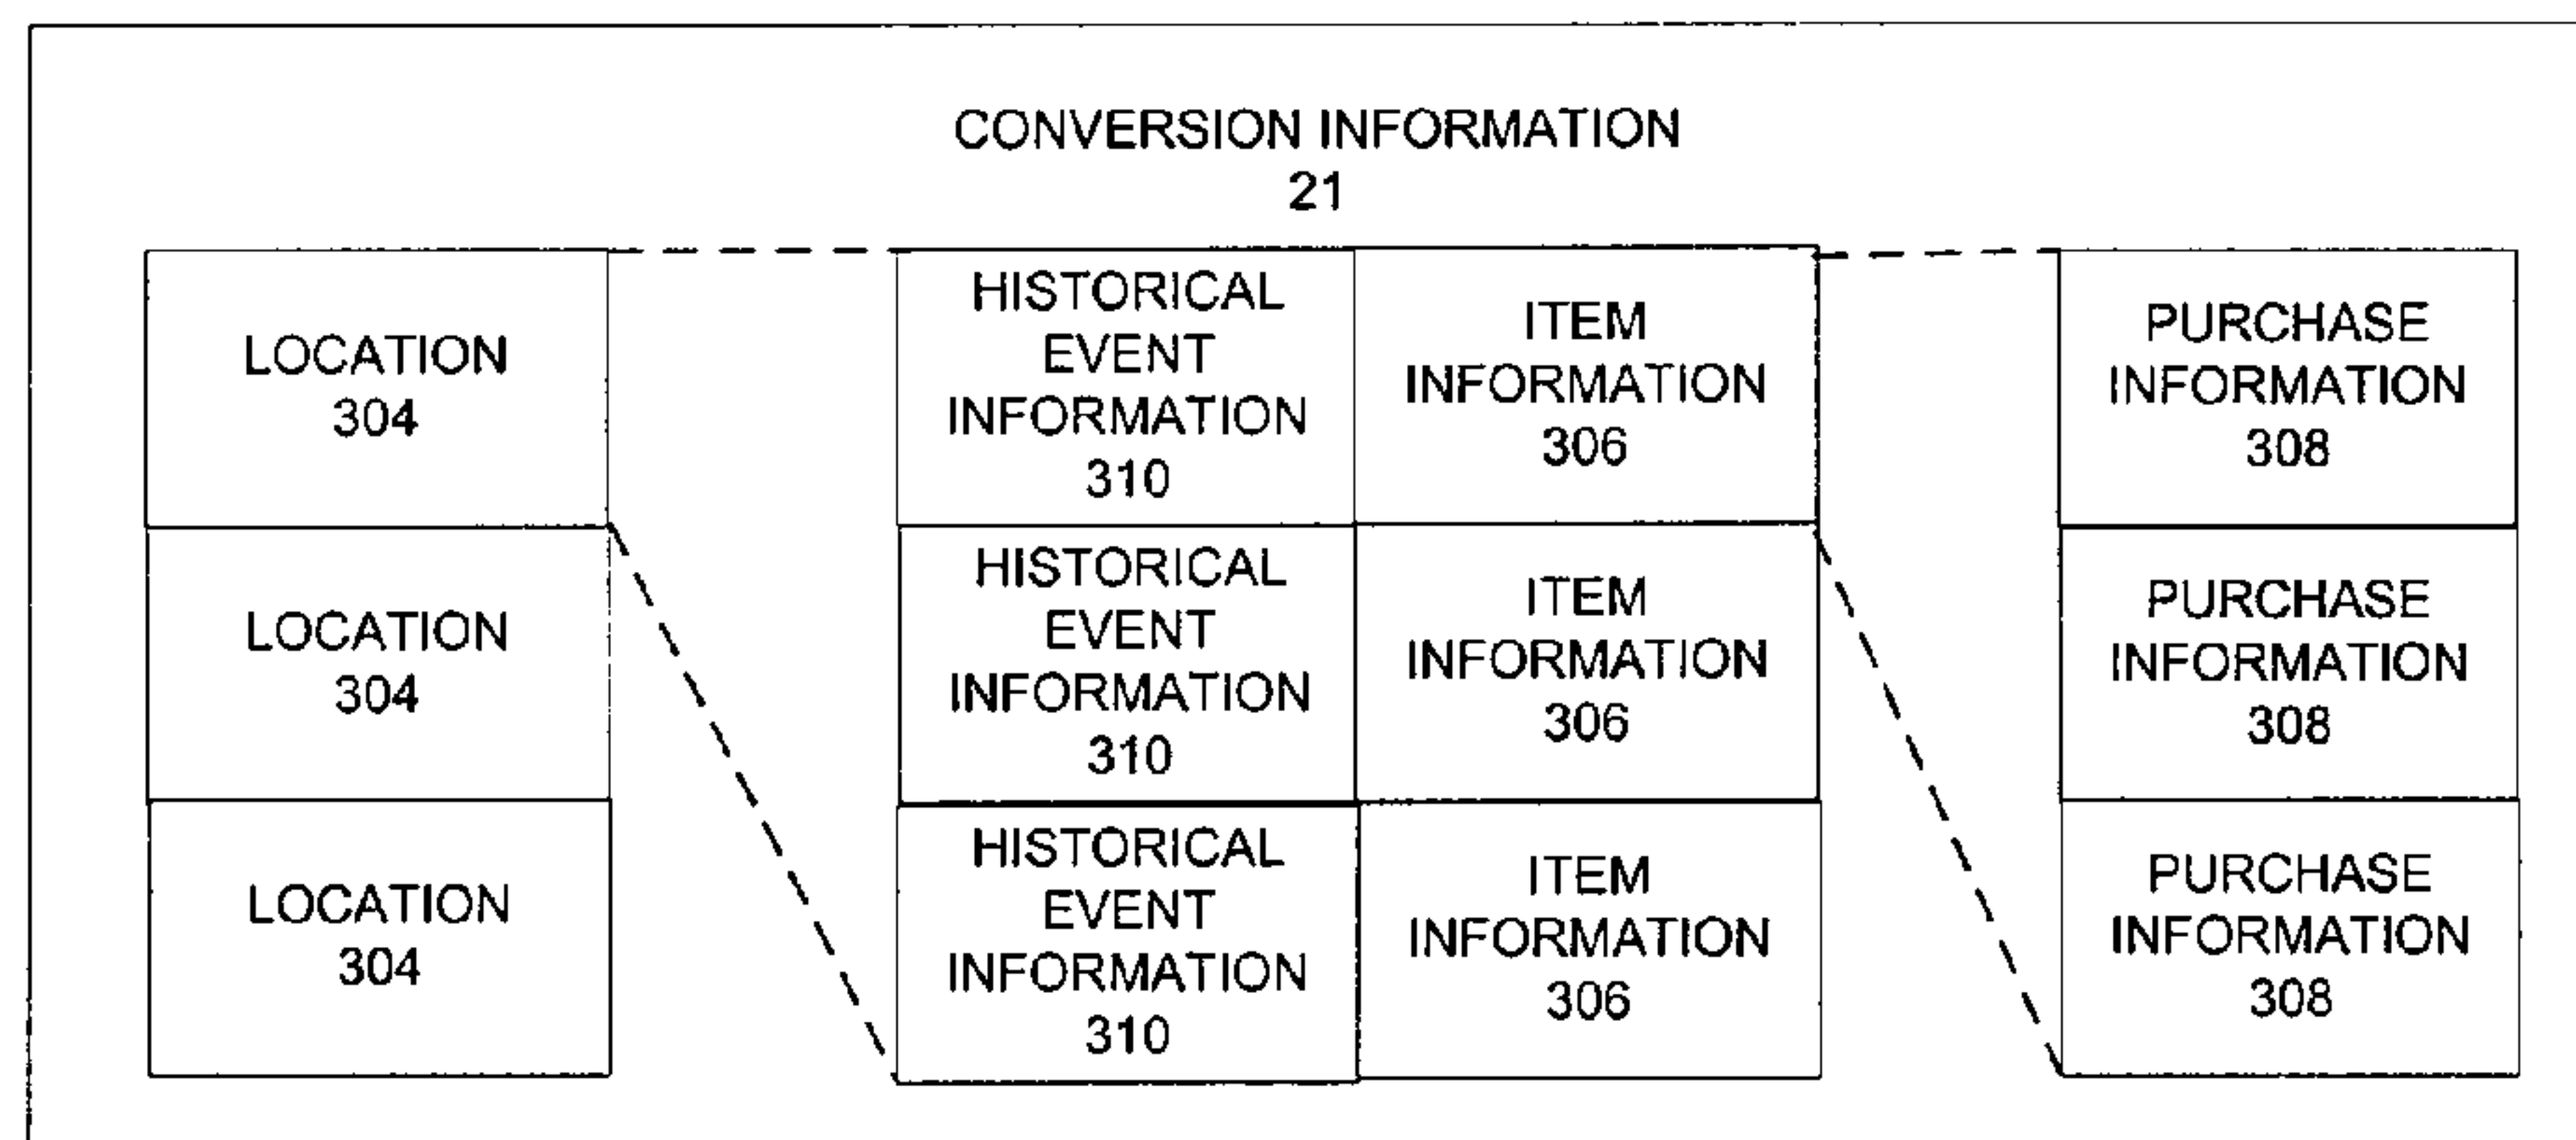 CONVERSION INFORMATION
21
LOCATION
304
LOCATION
304
LOCATION
304
HISTORICAL
EVENT
INFORMATION
310
ITEM
INFORMATION
306
HISTORICAL
EVENT
INFORMATION
310
ITEM
INFORMATION
306
HISTORICAL
EVENT
INFORMATION
310
ITEM
INFORMATION
306
PURCHASE
INFORMATION
308
PURCHASE
INFORMATION
308
PURCHASE
INFORMATION
308